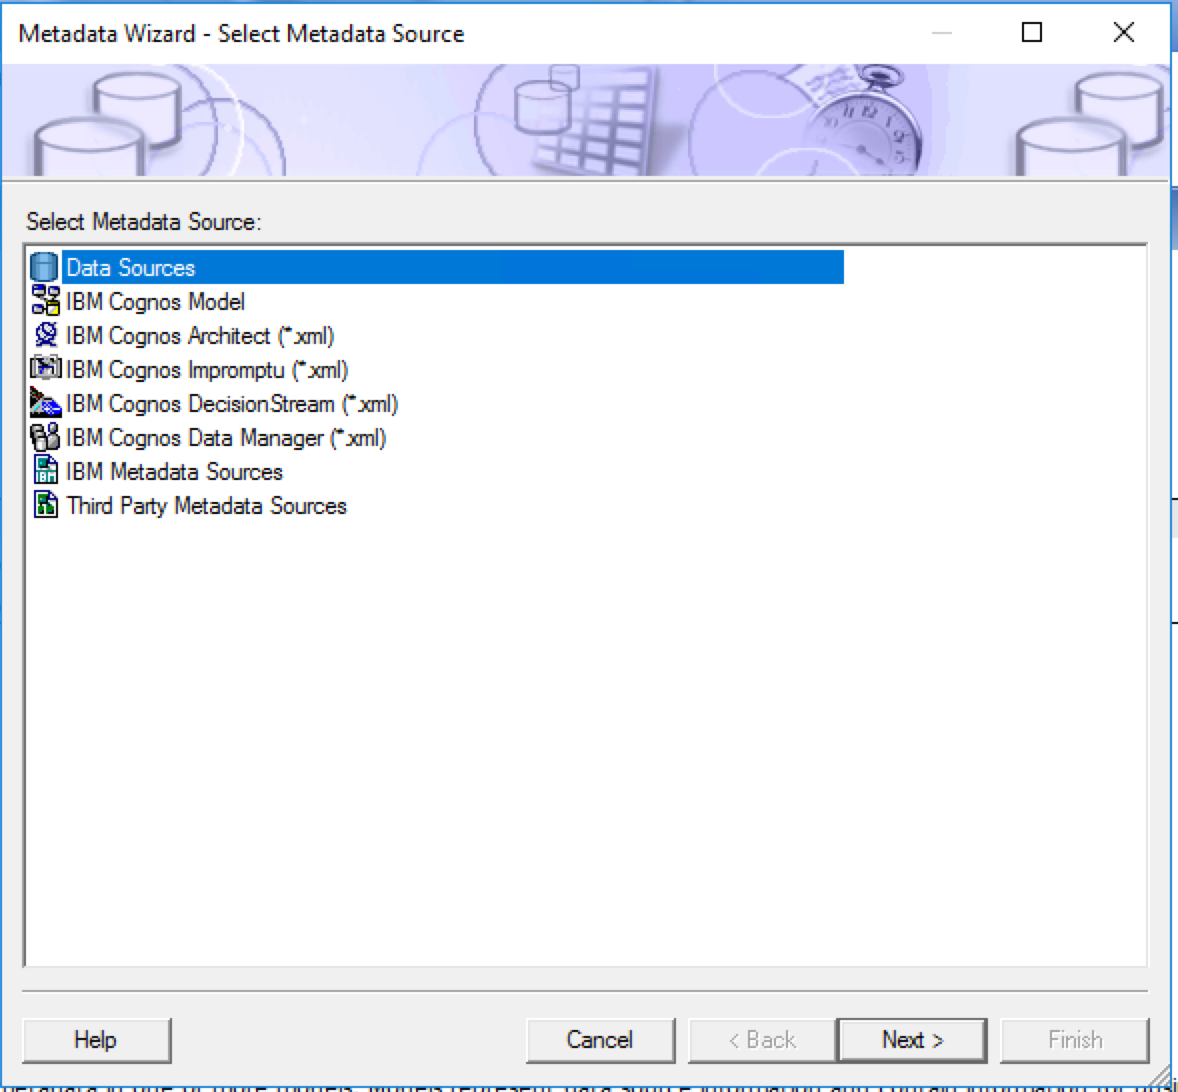 Metadata Wizard - Select Metadata Source
Select Metadata Source:
Data Sources
IBM Cognos Model
IBM Cognos Architect (*.xml)
IBM Cognos Impromptu (*.xml)
IBM Cognos DecisionStream (*.xml)
IBM Cognos Data Manager (*.xml)
IBM Metadata Sources
Third Party Metadata Sources
Help Cancel < Back Next > Finish